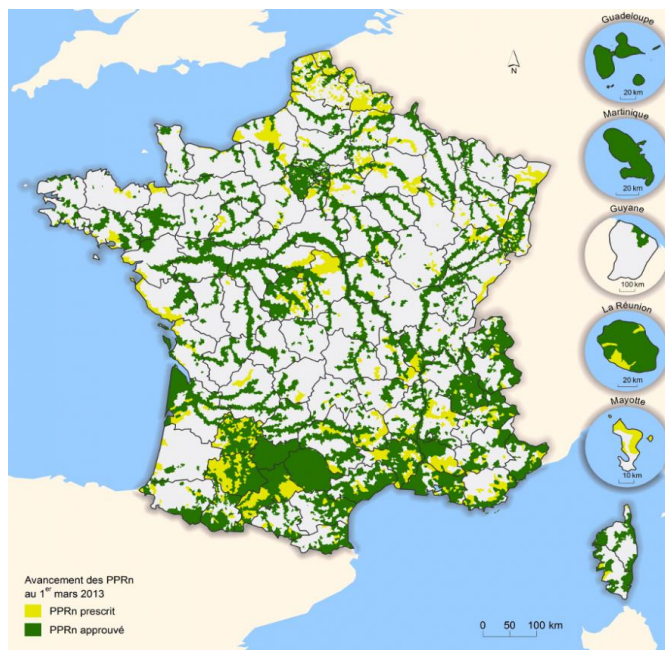 Guadeloupe
20 km
Martinique
20 km
Guyane
100 km
La Réunion
20 km
Mayotte
10 km
N
Avancement des PPRn
au 1er mars 2013
PPRn prescrit
PPRn approuvé
0 50 100 km